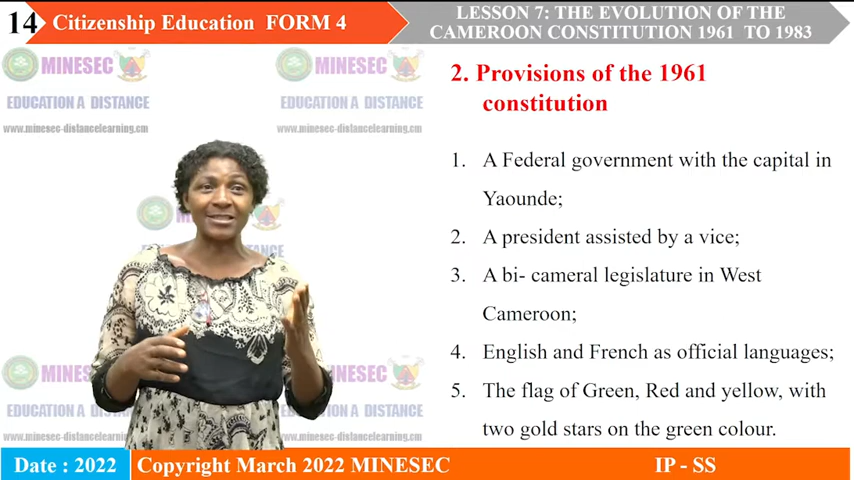 14 Citizenship Education FORM 4
LESSON 7: THE EVOLUTION OF THE
CAMEROON CONSTITUTION 1961 TO 1983
MINESEC
EDUCATION A DISTANCE
www.minesec-distancelearning.cm
MINESEC
EDUCATION A DISTANCE
www.minesec-distancelearning.cm
2. Provisions of the 1961
constitution
1. A Federal government with the capital in
Yaounde;
2. A president assisted by a vice;
3. A bi- cameral legislature in West
Cameroon;
4. English and French as official languages;
5. The flag of Green, Red and yellow, with
two gold stars on the green colour.
Date : 2022
Copyright March 2022 MINESEC
IP - SS